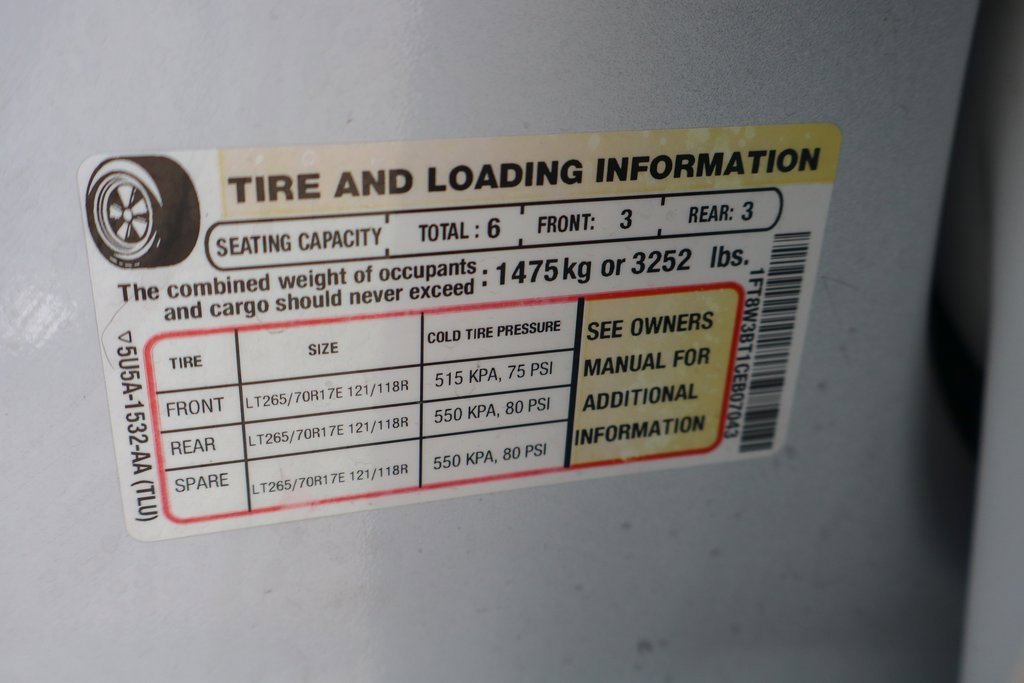 TIRE AND LOADING INFORMATION
SEATING CAPACITY TOTAL : 6 FRONT: 3 REAR: 3
The combined weight of occupants
and cargo should never exceed : 1475kg or 3252 lbs.
TIRE SIZE COLD TIRE PRESSURE
FRONT LT265/70R17E 121/118R 515 KPA, 75 PSI
REAR LT265/70R17E 121/118R 550 KPA, 80 PSI
SPARE LT265/70R17E 121/118R 550 KPA, 80 PSI
SEE OWNERS
MANUAL FOR
ADDITIONAL
INFORMATION
5U5A-1532-AA (TLU)
1FT8W3BT1CEB07043